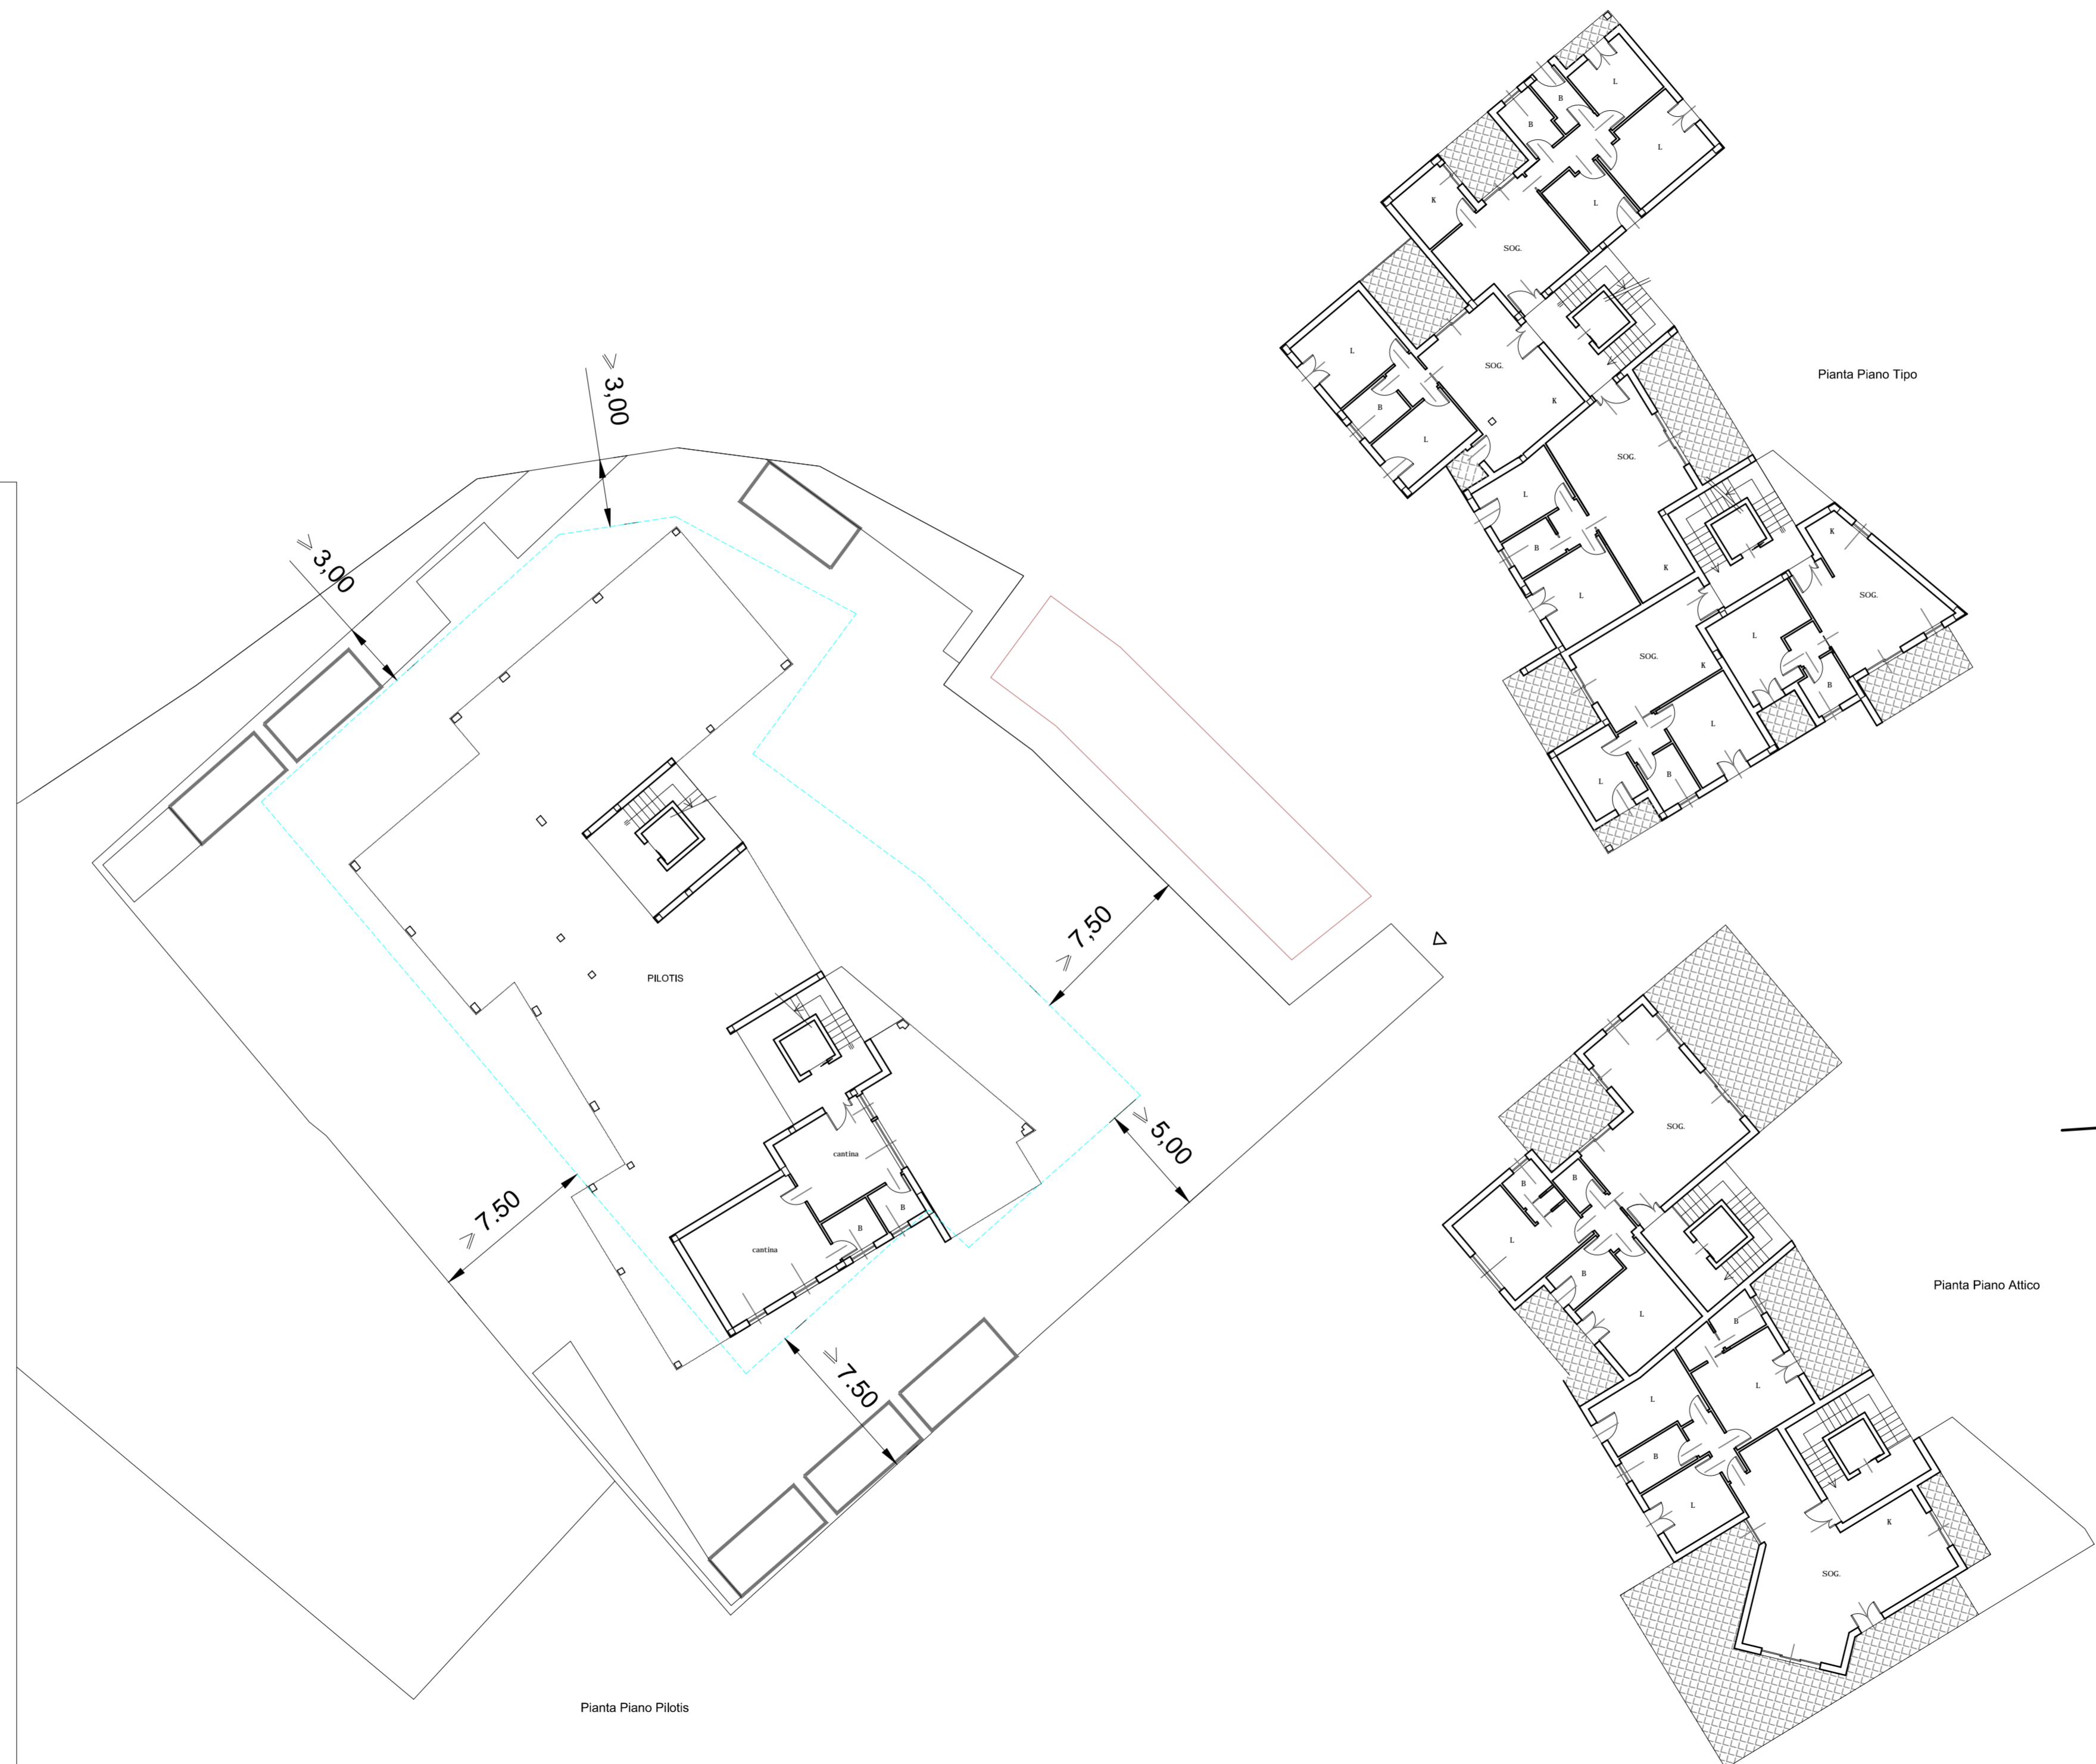 L
B
B
L
K
L
SOG.
L
SOG.
B
K
L
Pianta Piano Tipo
SOG.
L
K
B
K
L
SOG.
L
SOG.
K
B
L
L
B
⩾ 3,00
⩾ 3,00
⩾ 7,50
PILOTIS
⩾ 5,00
⩾ 7.50
⩾ 7.50
cantina
B
B
cantina
Pianta Piano Pilotis
SOG.
B
B
L
B
L
B
L
L
B
L
K
SOG.
Pianta Piano Attico